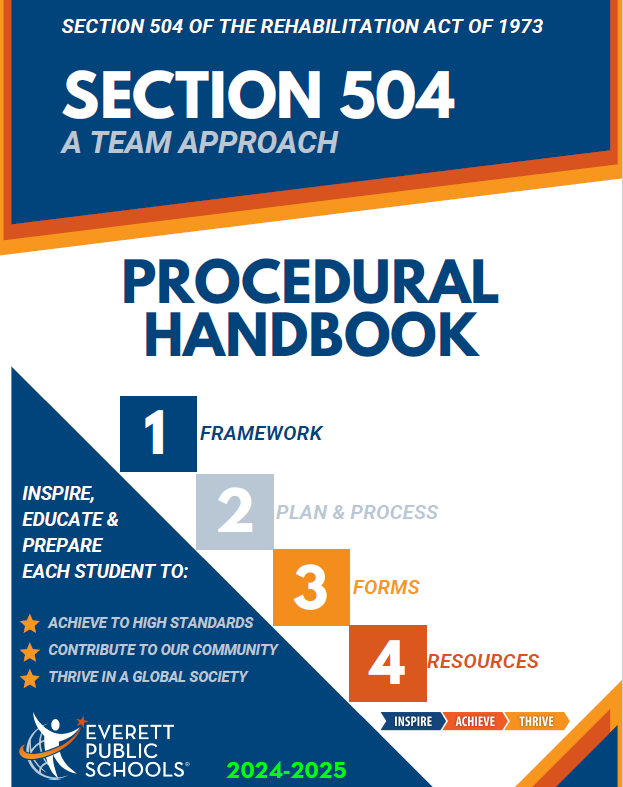 SECTION 504 OF THE REHABILITATION ACT OF 1973
SECTION 504
A TEAM APPROACH
PROCEDURAL
HANDBOOK
1 FRAMEWORK
2 PLAN & PROCESS
3 FORMS
4 RESOURCES
INSPIRE,
EDUCATE &
PREPARE
EACH STUDENT TO:
ACHIEVE TO HIGH STANDARDS
CONTRIBUTE TO OUR COMMUNITY
THRIVE IN A GLOBAL SOCIETY
INSPIRE ACHIEVE THRIVE
EVERETT
PUBLIC
SCHOOLS®
2024-2025